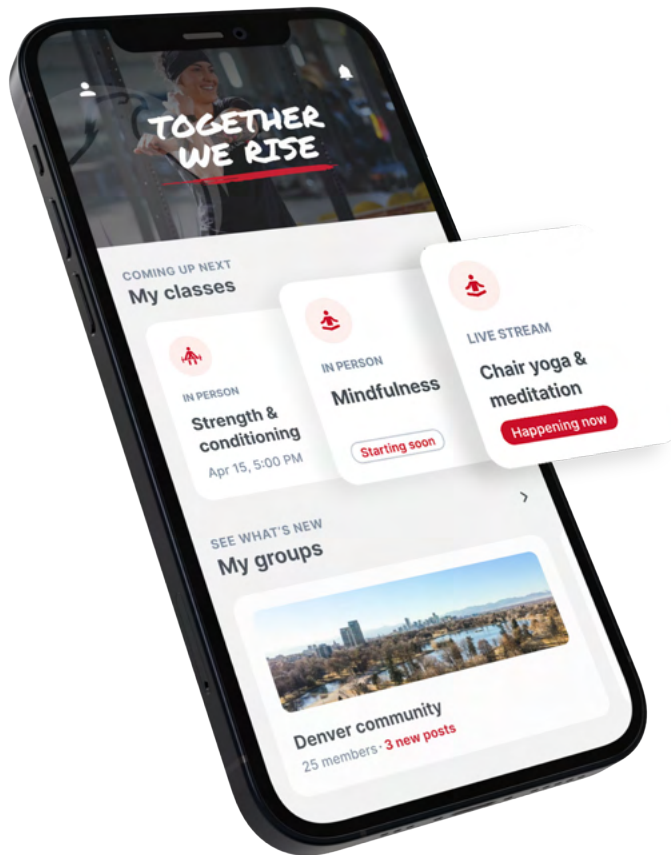 TOGETHER
WE RISE
COMING UP NEXT
My classes
IN PERSON
Strength &
conditioning
Apr 15, 5:00 PM
IN PERSON
Mindfulness
Starting soon
LIVE STREAM
Chair yoga &
meditation
Happening now
SEE WHAT'S NEW
My groups
Denver community
25 members · 3 new posts